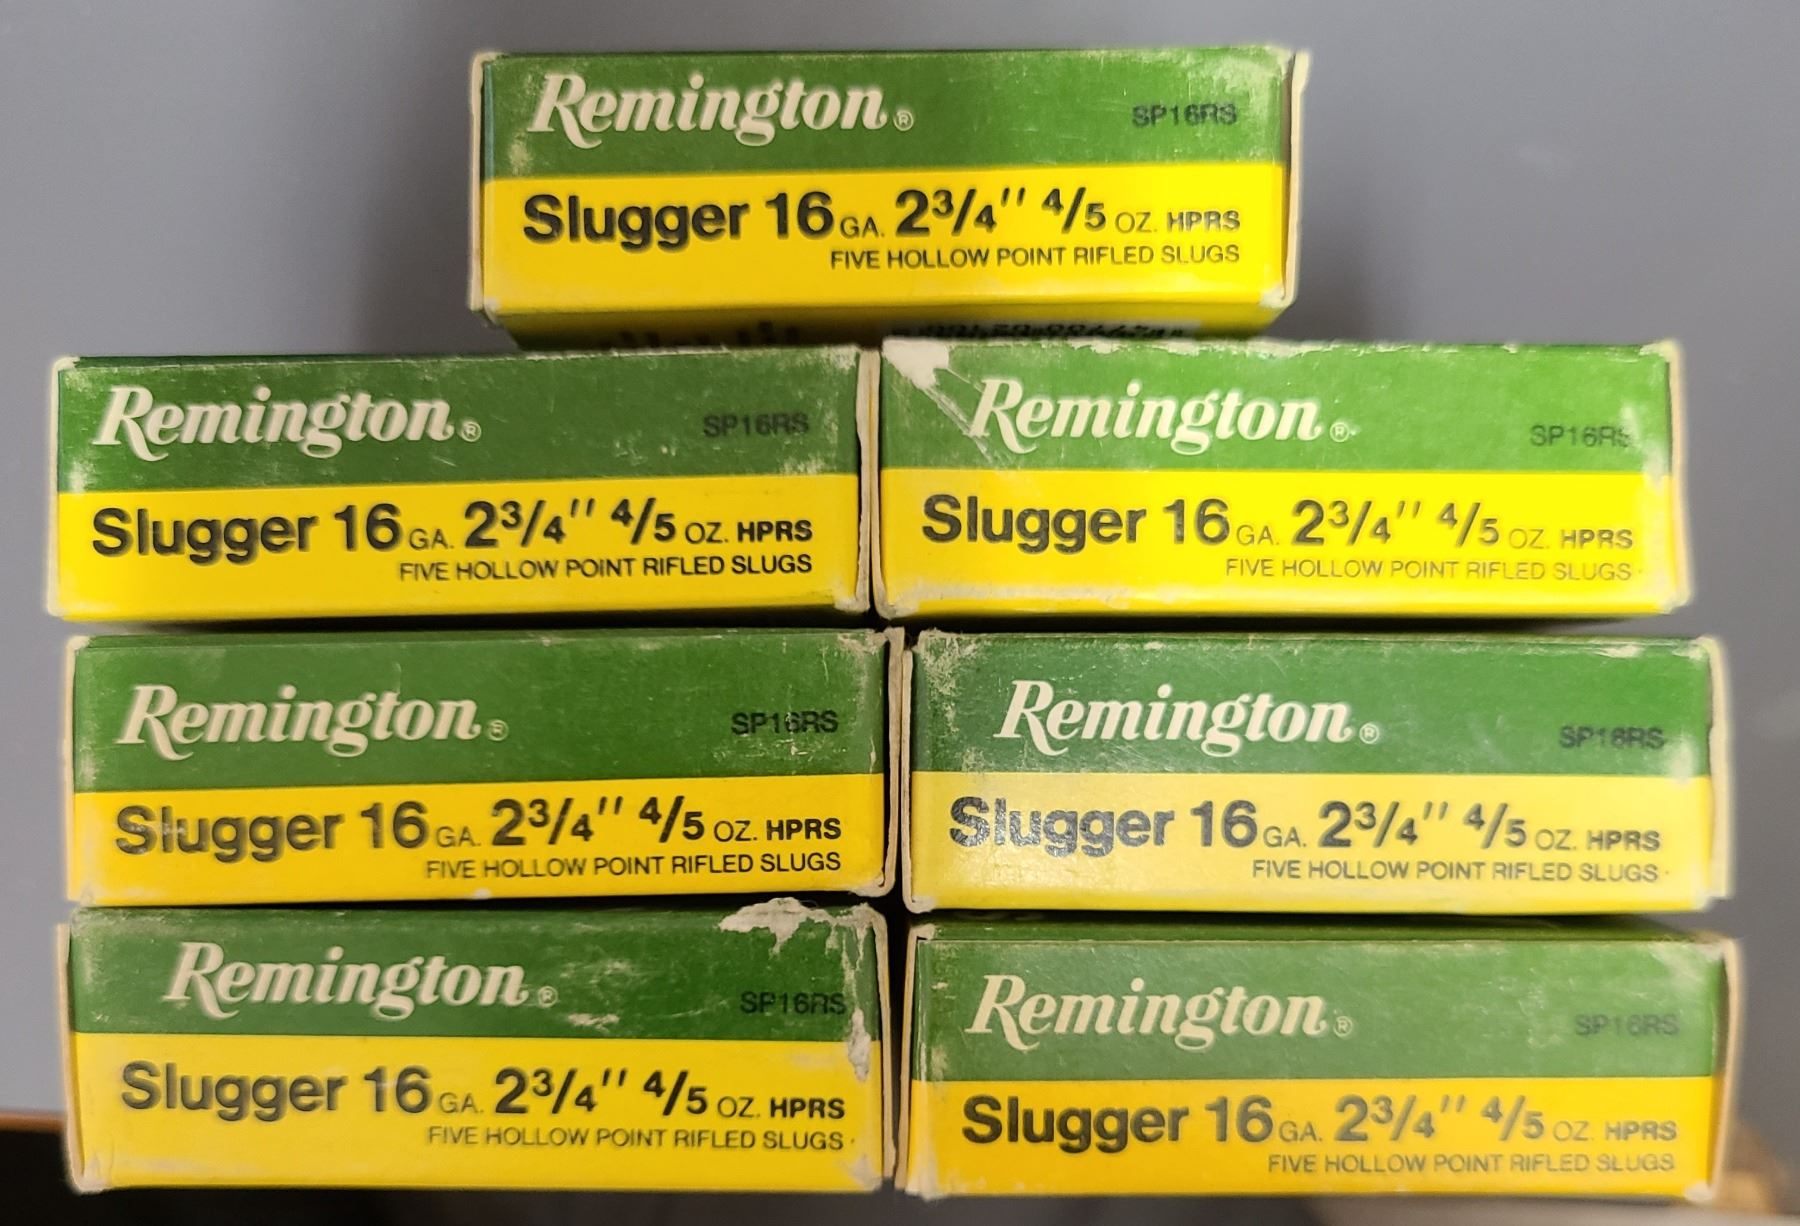 Remington® SP16RS
Slugger 16 GA. 2 3/4'' 4/5 OZ. HPRS
FIVE HOLLOW POINT RIFLED SLUGS
Remington® SP16RS
Slugger 16 GA. 2 3/4'' 4/5 OZ. HPRS
FIVE HOLLOW POINT RIFLED SLUGS
Remington® SP16RS
Slugger 16 GA. 2 3/4'' 4/5 OZ. HPRS
FIVE HOLLOW POINT RIFLED SLUGS
Remington® SP16RS
Slugger 16 GA. 2 3/4'' 4/5 OZ. HPRS
FIVE HOLLOW POINT RIFLED SLUGS
Remington® SP16RS
Slugger 16 GA. 2 3/4'' 4/5 OZ. HPRS
FIVE HOLLOW POINT RIFLED SLUGS
Remington® SP16RS
Slugger 16 GA. 2 3/4'' 4/5 OZ. HPRS
FIVE HOLLOW POINT RIFLED SLUGS
Remington® SP16RS
Slugger 16 GA. 2 3/4'' 4/5 OZ. HPRS
FIVE HOLLOW POINT RIFLED SLUGS